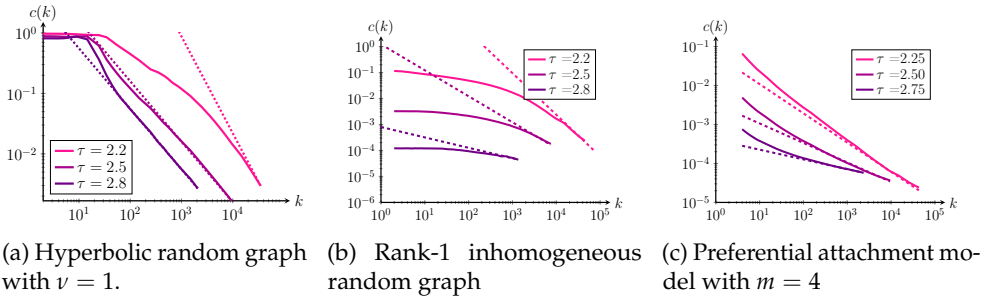 c(k)
10^0
10^-1
10^-2
τ = 2.2
τ = 2.5
τ = 2.8
10^1
10^2
10^3
10^4
k
(a) Hyperbolic random graph
with ν = 1.
c(k)
10^0
10^-1
10^-2
10^-3
10^-4
10^-5
10^-6
τ =2.2
τ =2.5
τ =2.8
10^0
10^1
10^2
10^3
10^4
10^5
k
(b) Rank-1 inhomogeneous
random graph
c(k)
10^-1
10^-2
10^-3
10^-4
10^-5
τ =2.25
τ =2.50
τ =2.75
10^0
10^1
10^2
10^3
10^4
10^5
k
(c) Preferential attachment mo-
del with m = 4